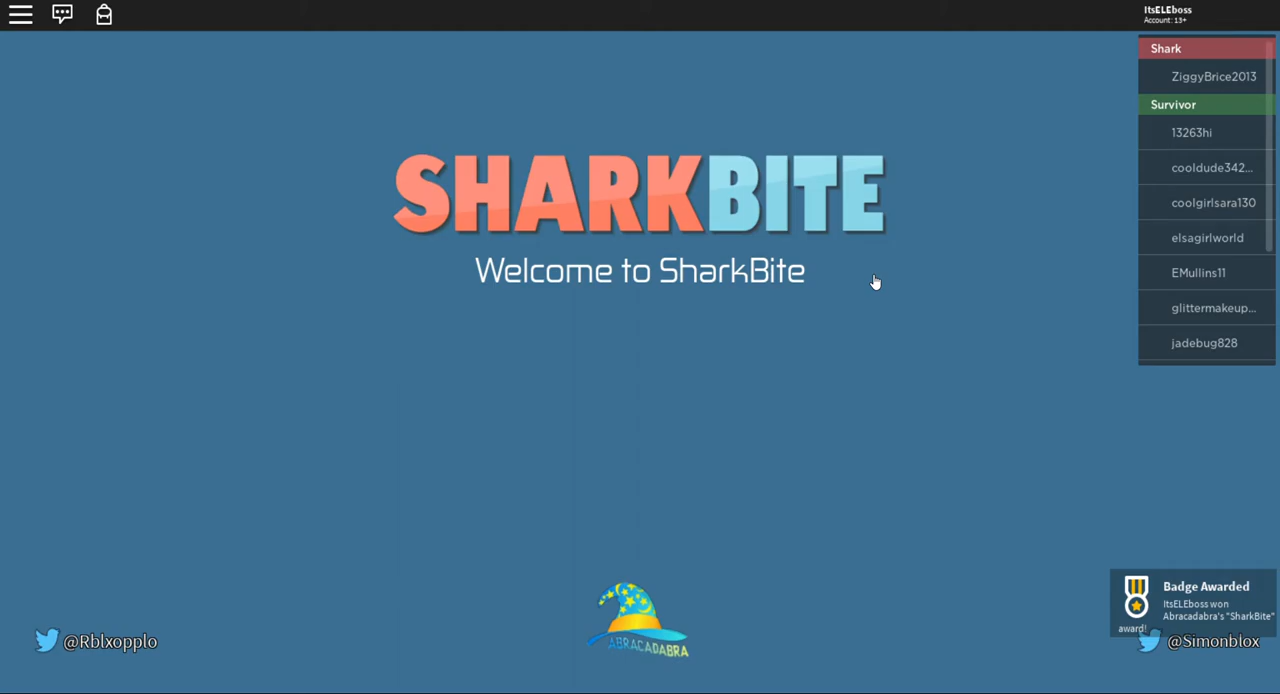 ItsELEboss
Account: 13+
Shark
ZiggyBrice2013
Survivor
13263hi
cooldude342...
coolgirlsara130
elsagirlworld
EMullins11
glittermakeup...
jadebug828
SHARKBITE
Welcome to SharkBite
Badge Awarded
ItsELEboss won
Abracadabra's "SharkBite"
award!
@Rblxopplo
ABRACADABRA
@Simonblox